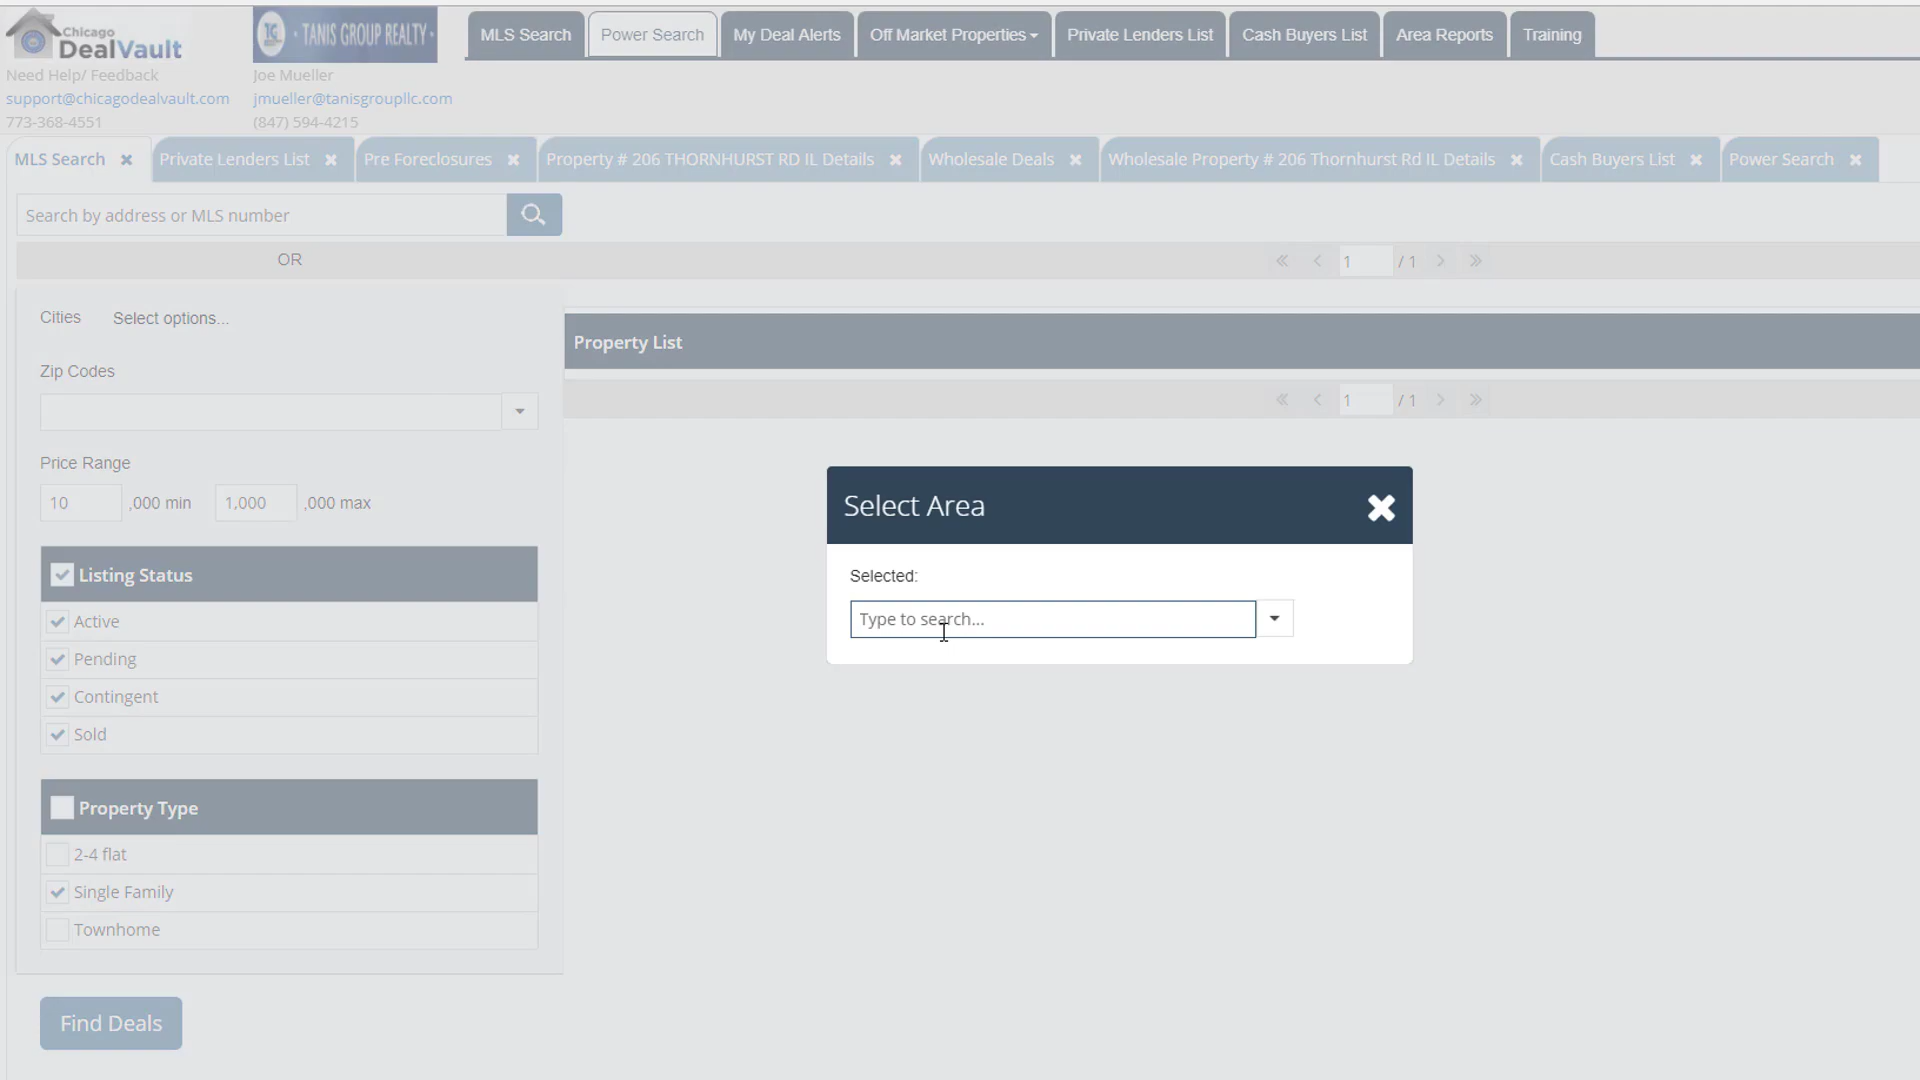 Chicago
DealVault
TG
· TANIS GROUP REALTY ·
MLS Search
Power Search
My Deal Alerts
Off Market Properties
Private Lenders List
Cash Buyers List
Area Reports
Training
Need Help/ Feedback
support@chicagodealvault.com
773-368-4551
Joe Mueller
jmueller@tanisgroupllc.com
(847) 594-4215
MLS Search
Private Lenders List
Pre Foreclosures
Property # 206 THORNHURST RD IL Details
Wholesale Deals
Wholesale Property # 206 Thornhurst Rd IL Details
Cash Buyers List
Power Search
Search by address or MLS number
OR
1 / 1
Cities Select options...
Property List
Zip Codes
1 / 1
Price Range
10 ,000 min 1,000 ,000 max
Select Area
Selected:
Type to search...
Listing Status
Active
Pending
Contingent
Sold
Property Type
2-4 flat
Single Family
Townhome
Find Deals